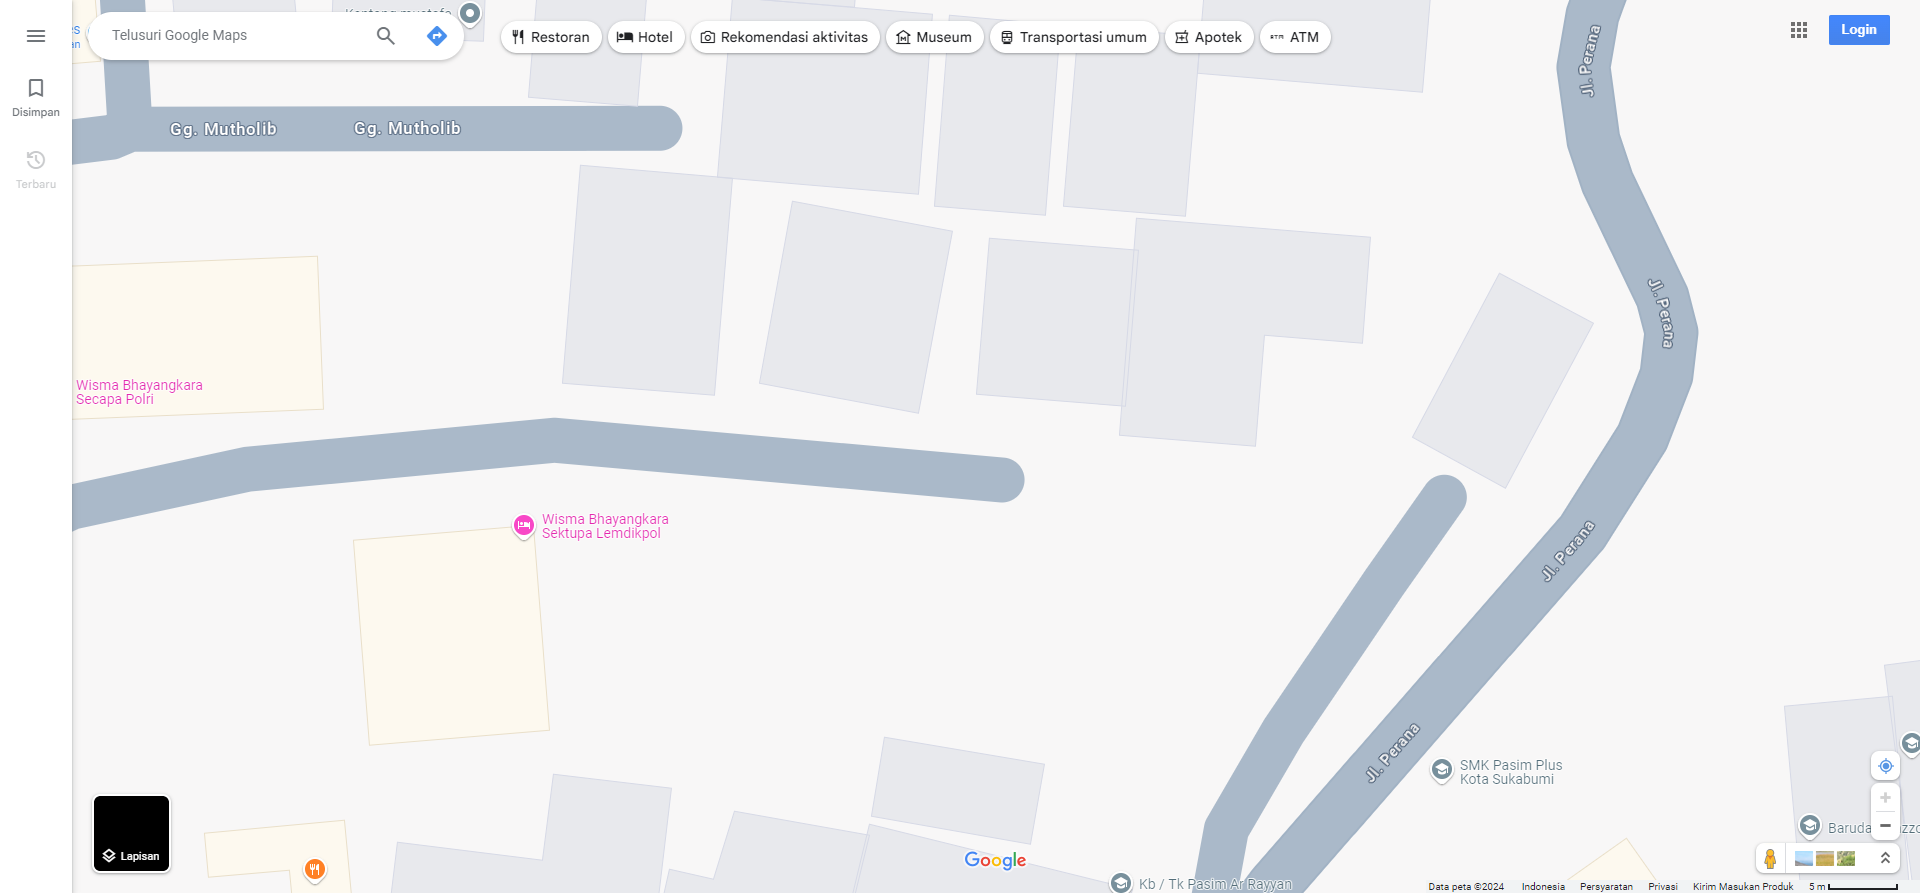 Telusuri Google Maps
Restoran
Hotel
Rekomendasi aktivitas
Museum
Transportasi umum
Apotek
ATM
Login
Disimpan
Terbaru
Gg. Mutholib
Gg. Mutholib
Jl. Perana
Jl. Perana
Wisma Bhayangkara
Secapa Polri
Wisma Bhayangkara
Sektupa Lemdikpol
Jl. Perana
Jl. Perana
SMK Pasim Plus
Kota Sukabumi
Lapisan
Google
Kb / Tk Pasim Ar Rayyan
Data peta ©2024
Indonesia
Persyaratan
Privasi
Kirim Masukan Produk
5 m